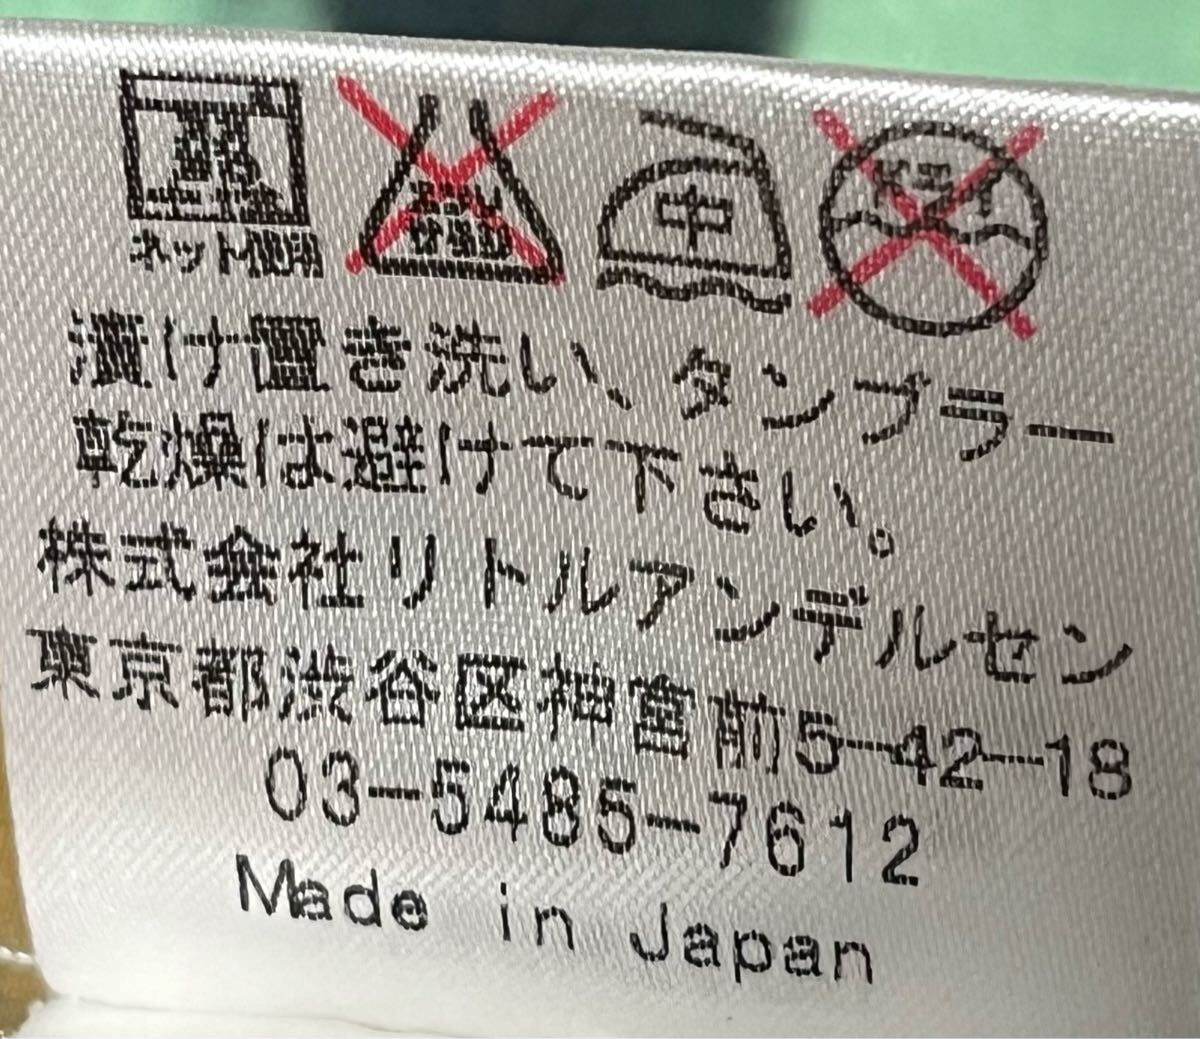 ネット使用
中
漬け置き洗い、タンブラー
乾燥は避けて下さい。
株式会社リトルアンデルセン
東京都渋谷区神宮前5-42-18
03-5485-7612
Made in Japan